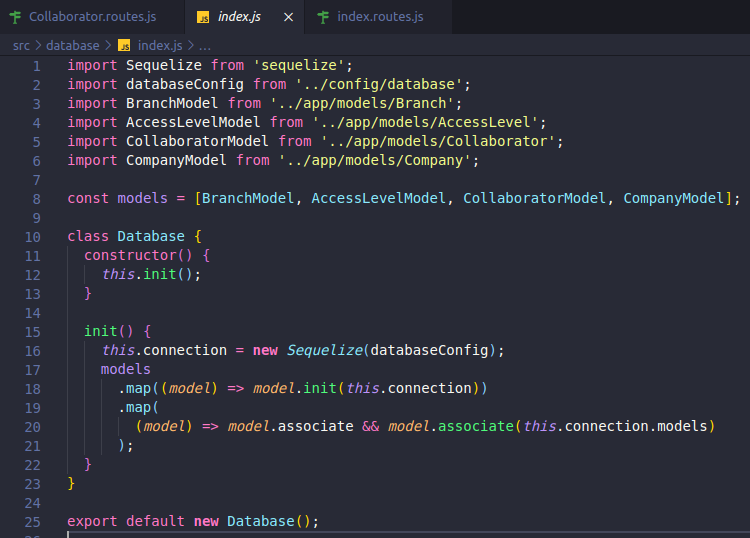 Collaborator.routes.js
index.js
index.routes.js
src > database > JS index.js > ...
1 import Sequelize from 'sequelize';
2 import databaseConfig from '../config/database';
3 import BranchModel from '../app/models/Branch';
4 import AccessLevelModel from '../app/models/AccessLevel';
5 import CollaboratorModel from '../app/models/Collaborator';
6 import CompanyModel from '../app/models/Company';
7
8 const models = [BranchModel, AccessLevelModel, CollaboratorModel, CompanyModel];
9
10 class Database {
11   constructor() {
12     this.init();
13   }
14
15   init() {
16     this.connection = new Sequelize(databaseConfig);
17     models
18       .map((model) => model.init(this.connection))
19       .map(
20         (model) => model.associate && model.associate(this.connection.models)
21       );
22   }
23 }
24
25 export default new Database();
26